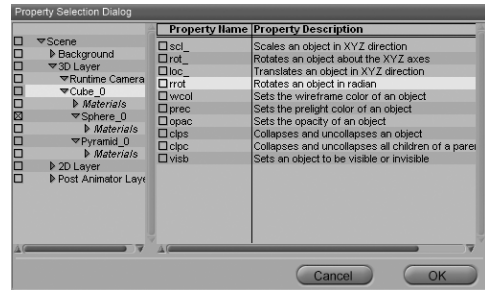 Property Selection Dialog
Property Name Property Description
Scene
Background
3D Layer
Runtime Camera
Cube_0
Materials
Sphere_0
Materials
Pyramid_0
Materials
2D Layer
Post Animator Laye
scl_ Scales an object in XYZ direction
rot_ Rotates an object about the XYZ axes
loc_ Translates an object in XYZ direction
rrot Rotates an object in radian
wcol Sets the wireframe color of an object
prec Sets the prelight color of an object
opac Sets the opacity of an object
clps Collapses and uncollapses an object
clpc Collapses and uncollapses all children of a paren
visb Sets an object to be visible or invisible
Cancel OK